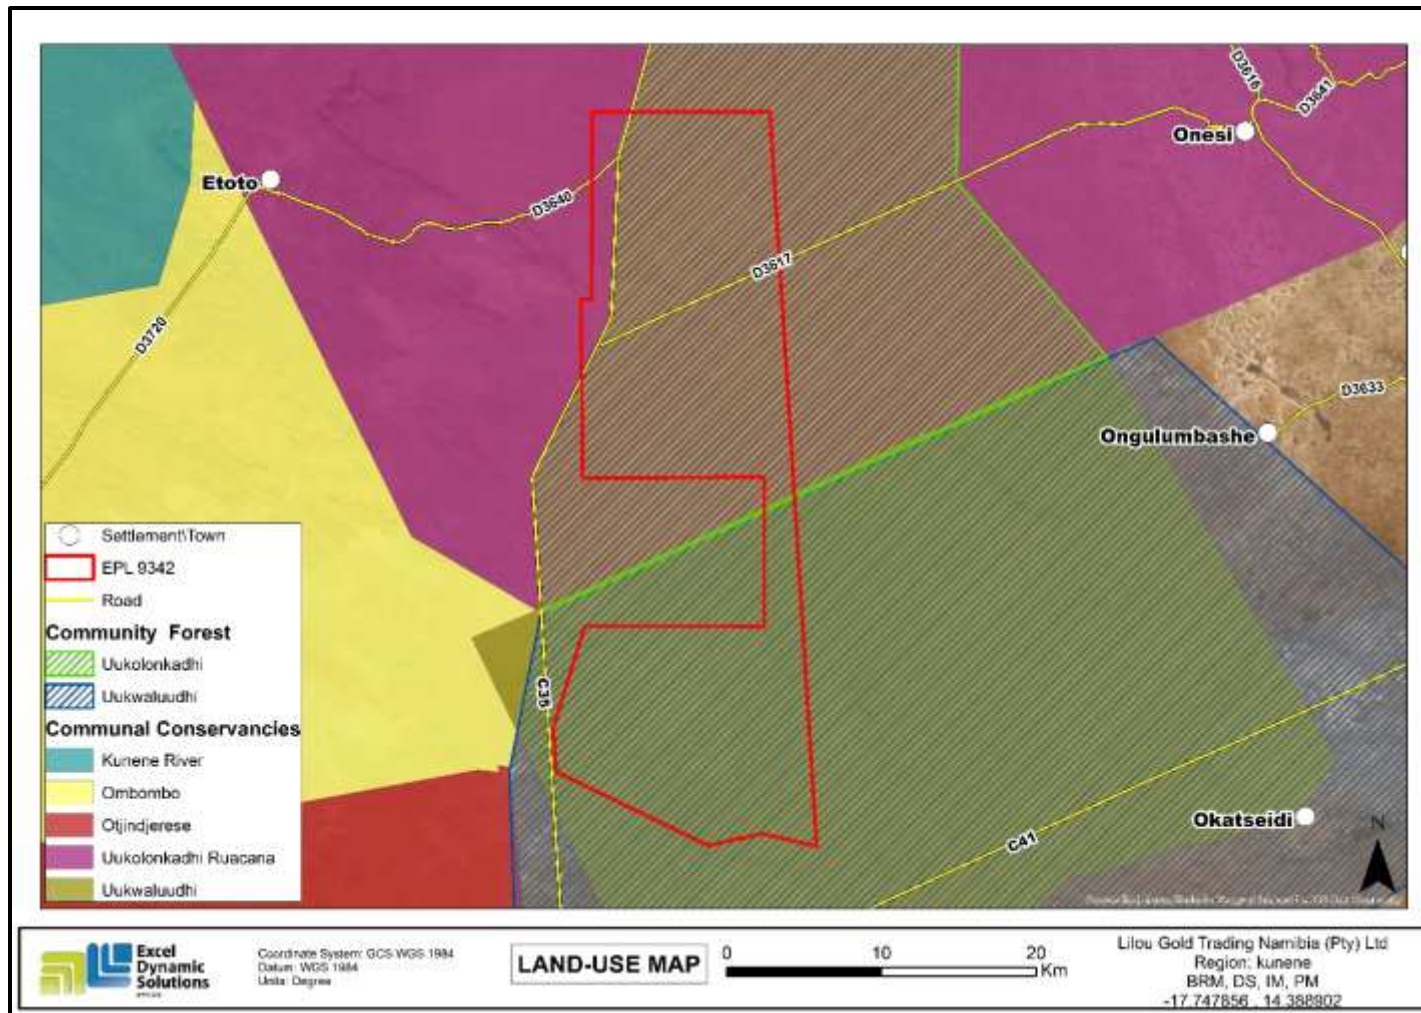 D3616
D3641
Onesi
Etoto
D3640
D3617
D3720
D3633
Ongulumbashe
Settlement\Town
EPL 9342
Road
Community Forest
Uukolonkadhi
Uukwaluudhi
Communal Conservancies
Kunene River
Ombombo
Otjindjerese
Uukolonkadhi Ruacana
Uukwaluudhi
C35
C41
Okatseidi
N
Excel
Dynamic
Solutions
Coordinate System: GCS WGS 1984
Datum: WGS 1984
Units: Degree
LAND-USE MAP
0 10 20
Km
Lilou Gold Trading Namibia (Pty) Ltd
Region: kunene
BRM, DS, IM, PM
-17.747856 , 14.388902